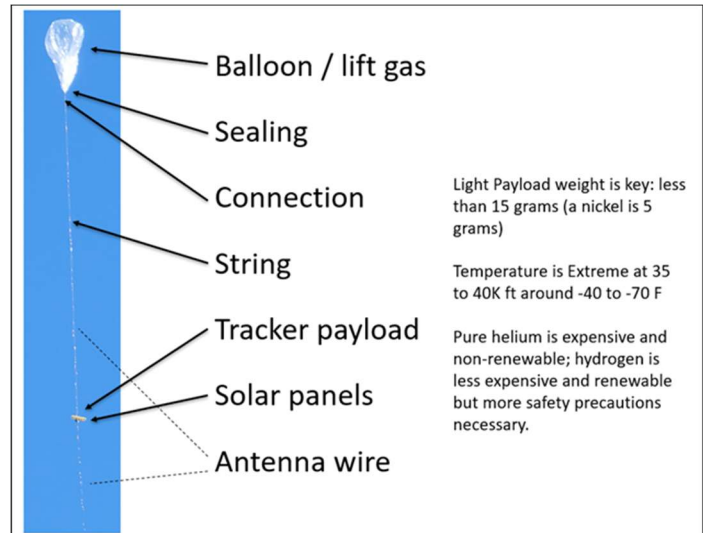 Balloon / lift gas
Sealing
Connection
String
Tracker payload
Solar panels
Antenna wire
Light Payload weight is key: less
than 15 grams (a nickel is 5
grams)
Temperature is Extreme at 35
to 40K ft around -40 to -70 F
Pure helium is expensive and
non-renewable; hydrogen is
less expensive and renewable
but more safety precautions
necessary.